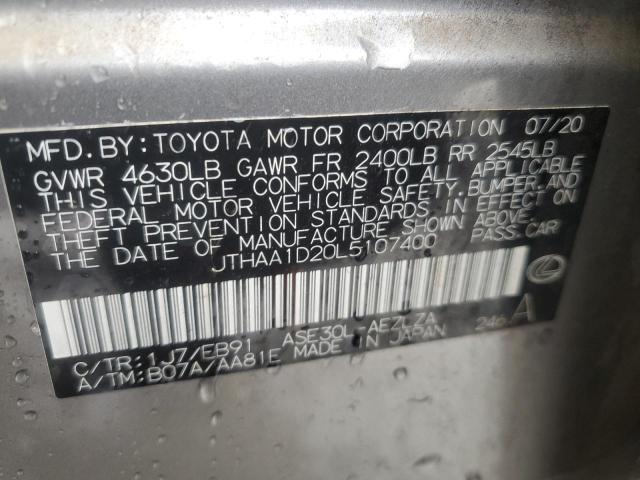 MFD. BY: TOYOTA MOTOR CORPORATION 07/20
GVWR 4630LB GAWR FR 2400LB RR 2545LB
THIS VEHICLE CONFORMS TO ALL APPLICABLE
FEDERAL MOTOR VEHICLE SAFETY, BUMPER, AND
THEFT PREVENTION STANDARDS IN EFFECT ON
THE DATE OF MANUFACTURE SHOWN ABOVE.
JTHAA1D20L5107400 PASS CAR
C/TR: 1J7/EB91 ASE30L-AEZLZA 246 A
A/TM: B07A/AA81E MADE IN JAPAN